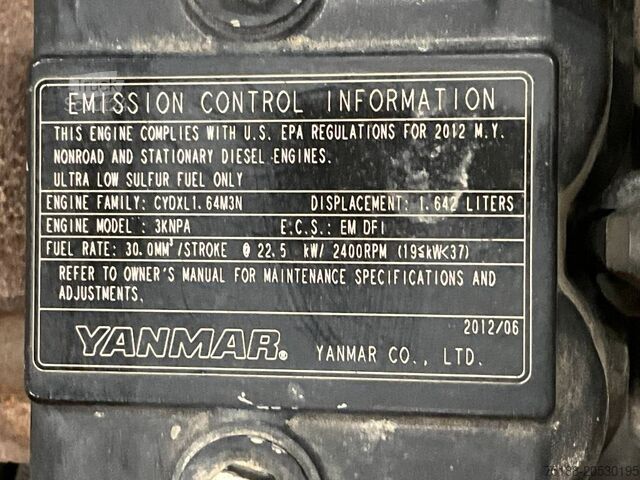 EMISSION CONTROL INFORMATION
THIS ENGINE COMPLIES WITH U.S. EPA REGULATIONS FOR 2012 M.Y.
NONROAD AND STATIONARY DIESEL ENGINES.
ULTRA LOW SULFUR FUEL ONLY
ENGINE FAMILY: CYDXL1.64M3N DISPLACEMENT: 1.642 LITERS
ENGINE MODEL : 3KNPA E.C.S.: EM DFI
FUEL RATE: 30.0MM³/STROKE @ 22.5 kW/ 2400RPM (19≤kW<37)
REFER TO OWNER'S MANUAL FOR MAINTENANCE SPECIFICATIONS AND
ADJUSTMENTS.
2012/06
YANMAR® YANMAR CO., LTD.